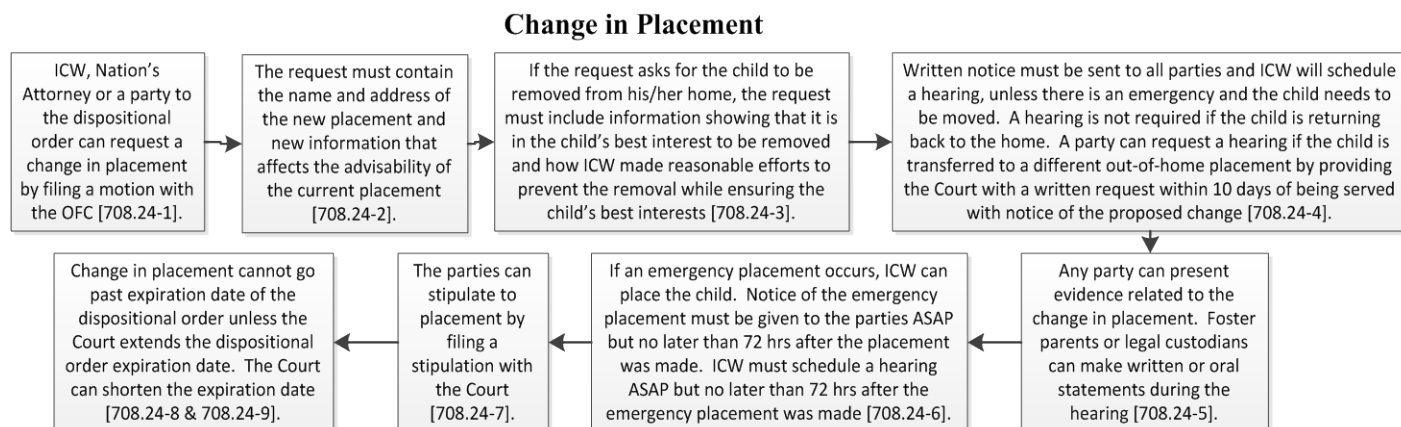 Change in Placement
ICW, Nation’s
Attorney or a party to
the dispositional
order can request a
change in placement
by filing a motion with
the OFC [708.24-1].
The request must contain
the name and address of
the new placement and
new information that
affects the advisability of
the current placement
[708.24-2].
If the request asks for the child to be
removed from his/her home, the request
must include information showing that it is
in the child’s best interest to be removed
and how ICW made reasonable efforts to
prevent the removal while ensuring the
child’s best interests [708.24-3].
Written notice must be sent to all parties and ICW will schedule
a hearing, unless there is an emergency and the child needs to
be moved.  A hearing is not required if the child is returning
back to the home.  A party can request a hearing if the child is
transferred to a different out-of-home placement by providing
the Court with a written request within 10 days of being served
with notice of the proposed change [708.24-4].
Any party can present
evidence related to the
change in placement.  Foster
parents or legal custodians
can make written or oral
statements during the
hearing [708.24-5].
If an emergency placement occurs, ICW can
place the child.  Notice of the emergency
placement must be given to the parties ASAP
but no later than 72 hrs after the placement
was made.  ICW must schedule a hearing
ASAP but no later than 72 hrs after the
emergency placement was made [708.24-6].
The parties can
stipulate to
placement by
filing a
stipulation with
the Court
[708.24-7].
Change in placement cannot go
past expiration date of the
dispositional order unless the
Court extends the dispositional
order expiration date.  The Court
can shorten the expiration date
[708.24-8 & 708.24-9].